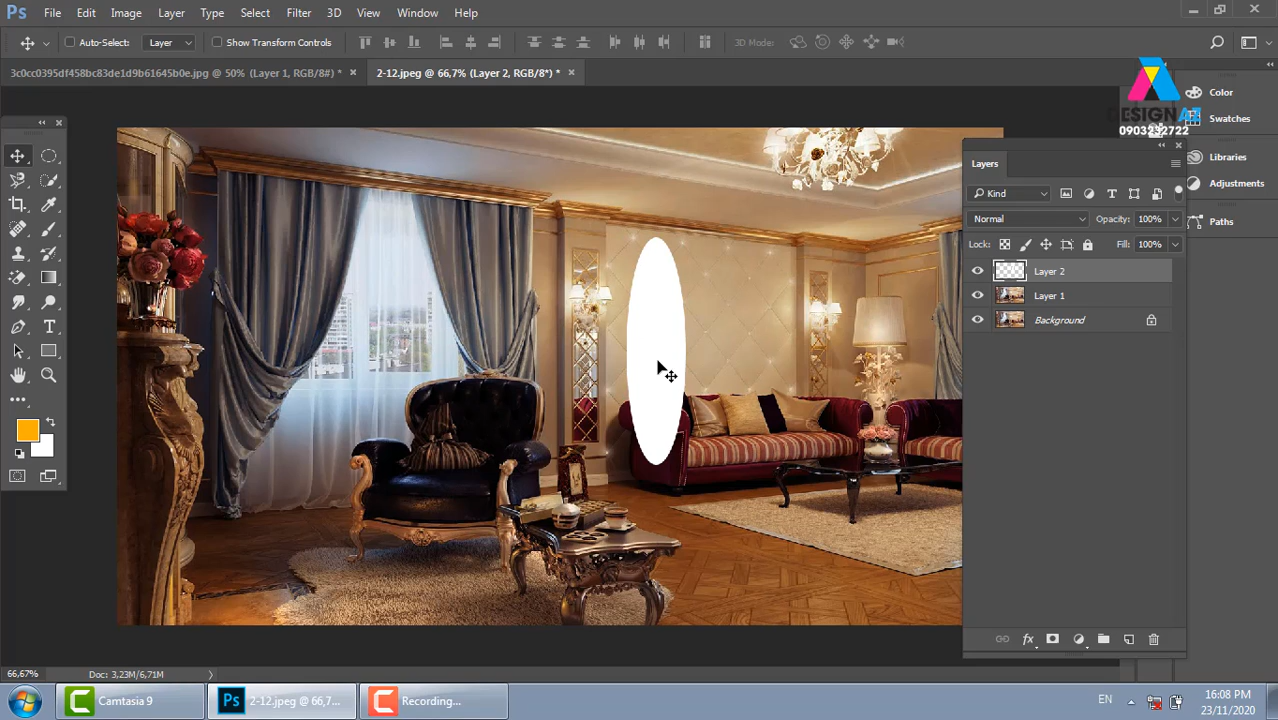 Ps File Edit Image Layer Type Select Filter 3D View Window Help
Auto-Select: Layer Show Transform Controls 3D Mode:
3c0cc0395df458bc83de1d9b61645b0e.jpg @ 50% (Layer 1, RGB/8#) * 2-12.jpeg @ 66,7% (Layer 2, RGB/8*) *
Color
DESIGNAZ
Swatches
0903232722
Libraries
Adjustments
Paths
Layers
Kind
Normal Opacity: 100%
Lock: Fill: 100%
Layer 2
Layer 1
Background
fx
66,67% Doc: 3,23M/6,71M
Camtasia 9 Ps 2-12.jpeg @ 66,7... Recording... EN 16:08 PM
23/11/2020